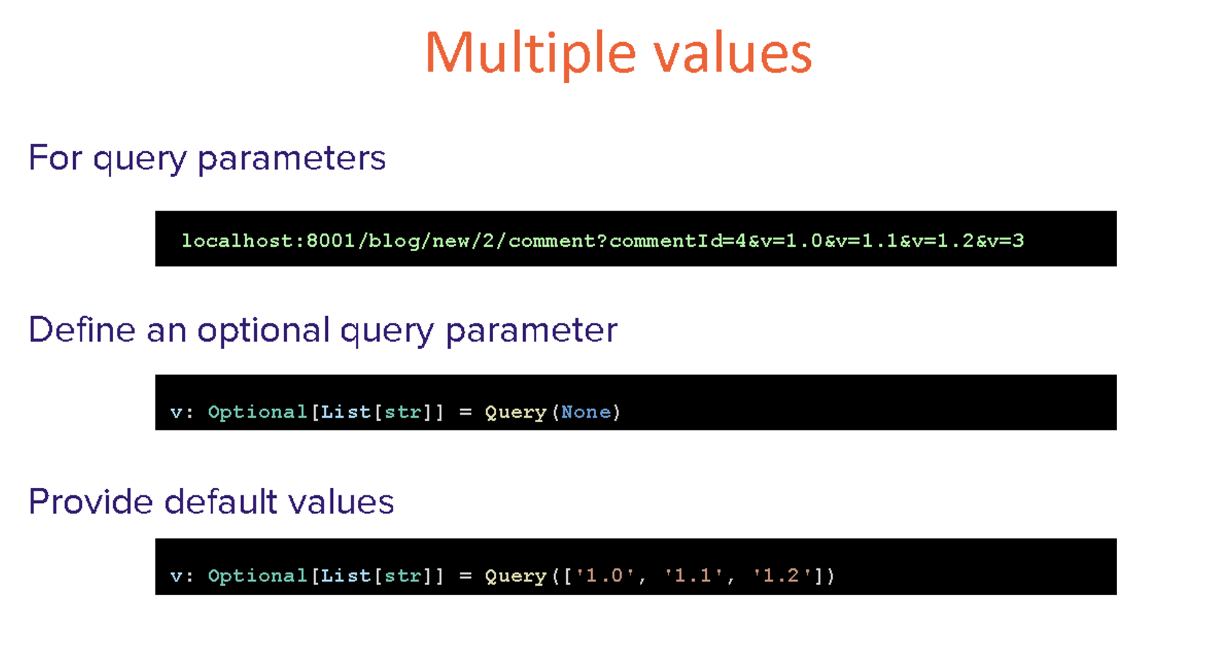 Multiple values
For query parameters
localhost:8001/blog/new/2/comment?commentId=4&v=1.0&v=1.1&v=1.2&v=3
Define an optional query parameter
v: Optional[List[str]] = Query(None)
Provide default values
v: Optional[List[str]] = Query(['1.0', '1.1', '1.2'])